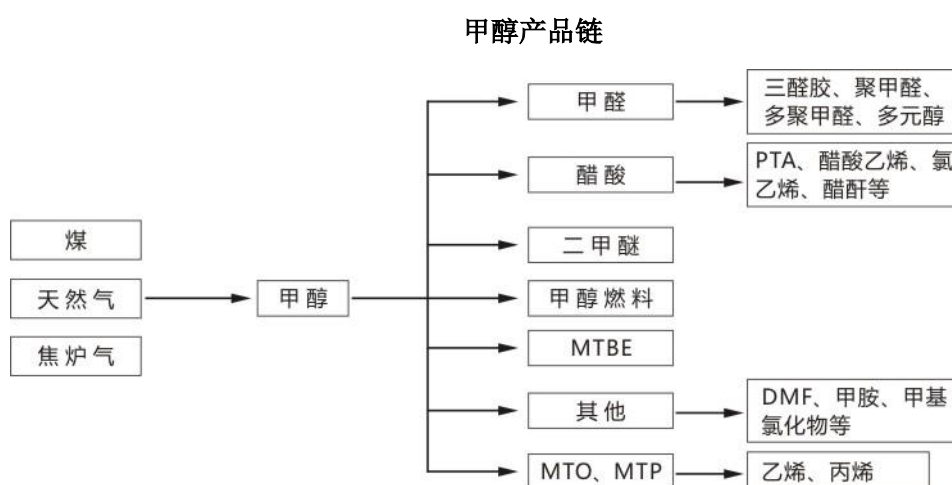 甲醇产品链
甲醛
三醛胶、聚甲醛、
多聚甲醛、多元醇
醋酸
PTA、醋酸乙烯、氯
乙烯、醋酐等
煤
二甲醚
天然气
甲醇
甲醇燃料
焦炉气
MTBE
其他
DMF、甲胺、甲基
氯化物等
MTO、MTP
乙烯、丙烯